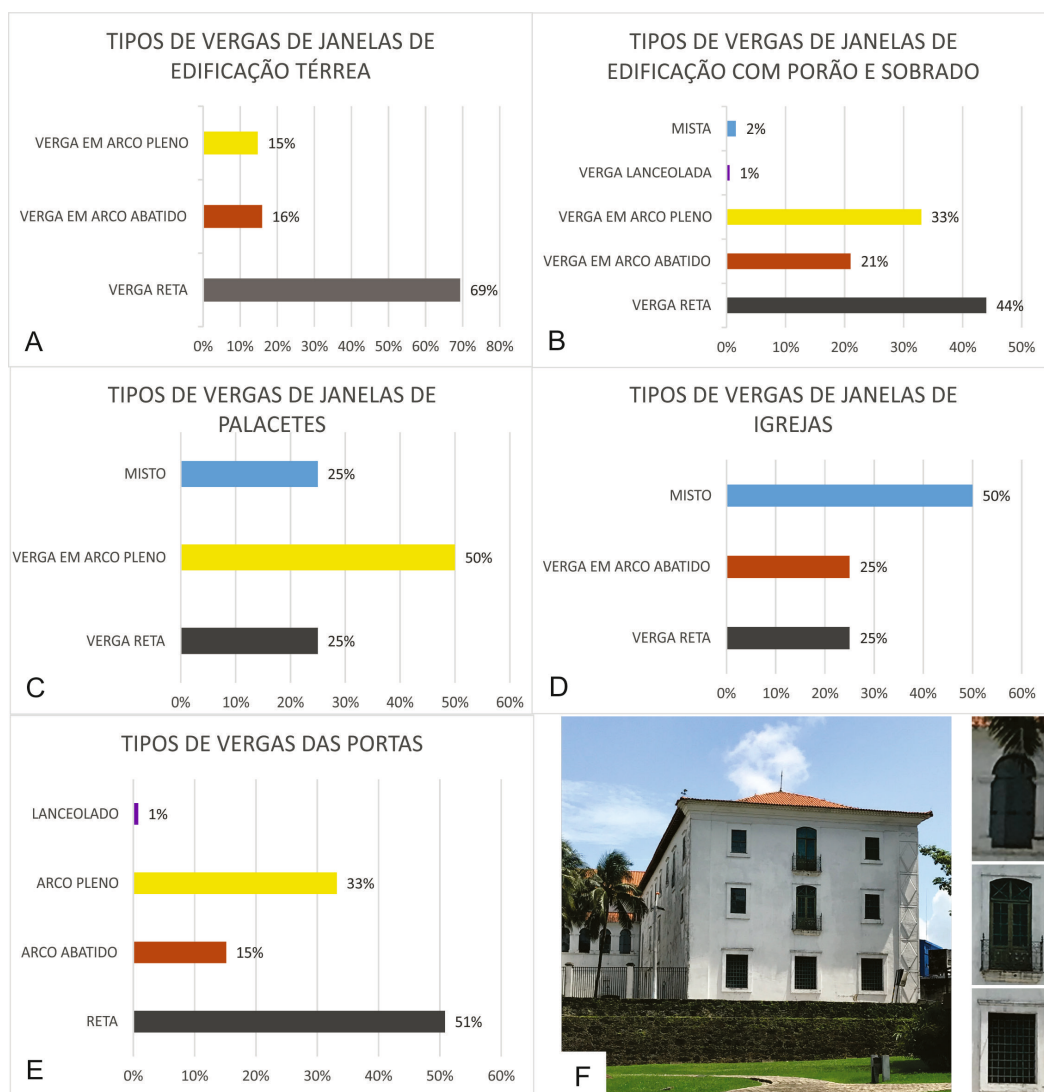 TIPOS DE VERGAS DE JANELAS DE
EDIFICAÇÃO TÉRREA
VERGA EM ARCO PLENO
15%
VERGA EM ARCO ABATIDO
16%
VERGA RETA
69%
0% 10% 20% 30% 40% 50% 60% 70% 80%
A
TIPOS DE VERGAS DE JANELAS DE
EDIFICAÇÃO COM PORÃO E SOBRADO
MISTA
2%
VERGA LANCEOLADA
1%
VERGA EM ARCO PLENO
33%
VERGA EM ARCO ABATIDO
21%
VERGA RETA
44%
0% 10% 20% 30% 40% 50%
B
TIPOS DE VERGAS DE JANELAS DE
PALACETES
MISTO
25%
VERGA EM ARCO PLENO
50%
VERGA RETA
25%
0% 10% 20% 30% 40% 50% 60%
C
TIPOS DE VERGAS DE JANELAS DE
IGREJAS
MISTO
50%
VERGA EM ARCO ABATIDO
25%
VERGA RETA
25%
0% 10% 20% 30% 40% 50% 60%
D
TIPOS DE VERGAS DAS PORTAS
LANCEOLADO
1%
ARCO PLENO
33%
ARCO ABATIDO
15%
RETA
51%
0% 10% 20% 30% 40% 50% 60%
E
F